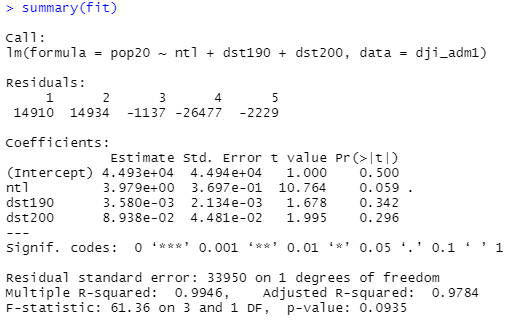 > summary(fit)
Call:
lm(formula = pop20 ~ ntl + dst190 + dst200, data = dji_adm1)
Residuals:
1 2 3 4 5
14910 14934 -1137 -26477 -2229
Coefficients:
Estimate Std. Error t value Pr(>|t|)
(Intercept) 4.493e+04 4.494e+04 1.000 0.500
ntl 3.979e+00 3.697e-01 10.764 0.059 .
dst190 3.580e-03 2.134e-03 1.678 0.342
dst200 8.938e-02 4.481e-02 1.995 0.296
---
Signif. codes: 0 ‘***’ 0.001 ‘**’ 0.01 ‘*’ 0.05 ‘.’ 0.1 ‘ ’ 1
Residual standard error: 33950 on 1 degrees of freedom
Multiple R-squared: 0.9946, Adjusted R-squared: 0.9784
F-statistic: 61.36 on 3 and 1 DF, p-value: 0.0935